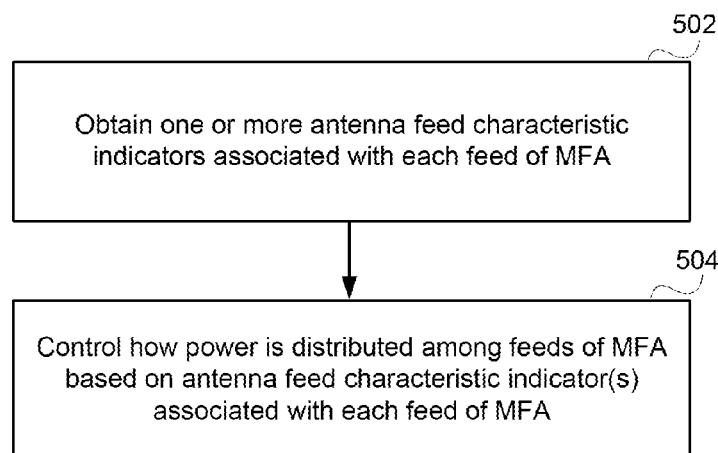 502
Obtain one or more antenna feed characteristic
indicators associated with each feed of MFA
504
Control how power is distributed among feeds of MFA
based on antenna feed characteristic indicator(s)
associated with each feed of MFA